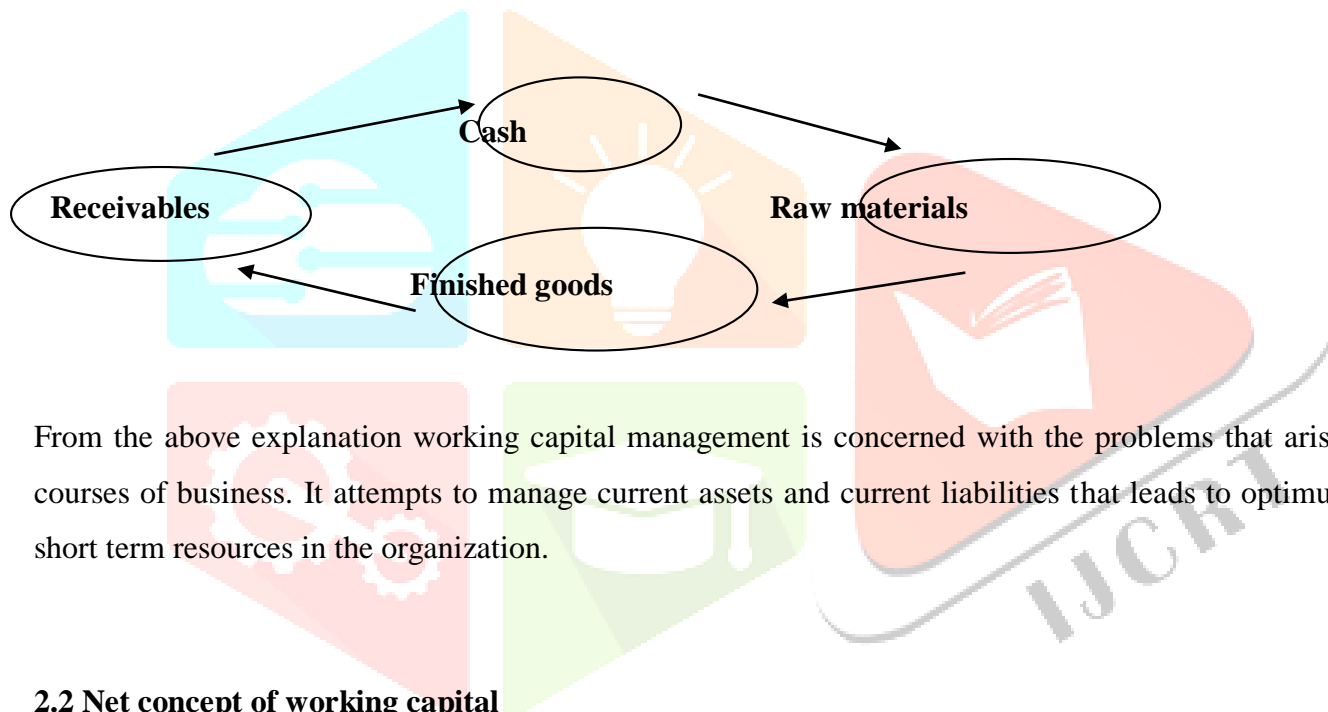 Cash
Receivables
Raw materials
Finished goods
From the above explanation working capital management is concerned with the problems that aris
courses of business. It attempts to manage current assets and current liabilities that leads to optimu
short term resources in the organization.
IJCRT
2.2 Net concept of working capital